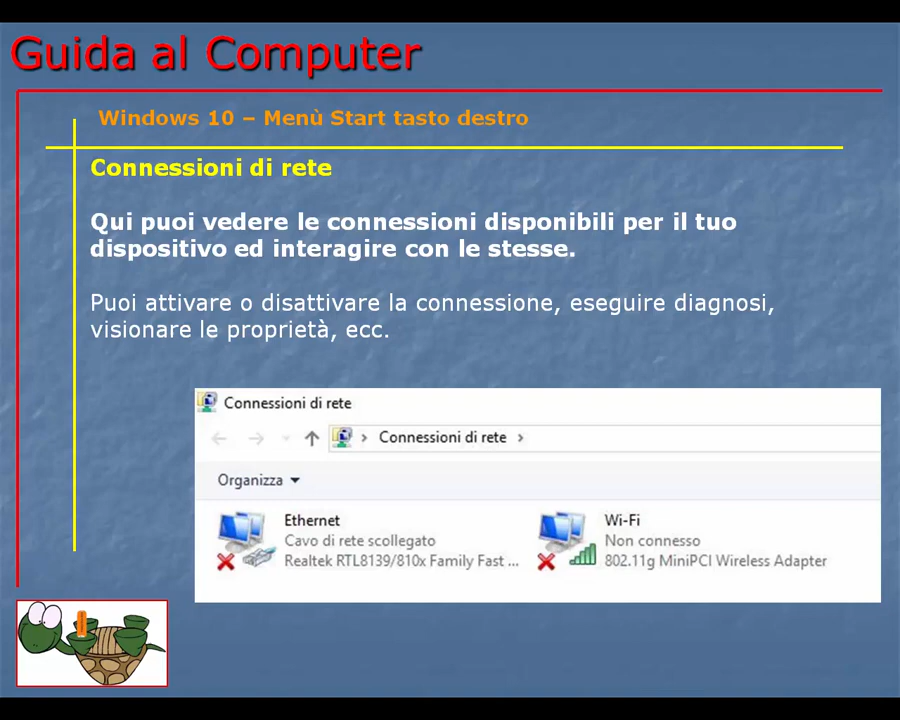 Guida al Computer
Windows 10 – Menù Start tasto destro
Connessioni di rete
Qui puoi vedere le connessioni disponibili per il tuo
dispositivo ed interagire con le stesse.
Puoi attivare o disattivare la connessione, eseguire diagnosi,
visionare le proprietà, ecc.
Connessioni di rete
Connessioni di rete
Organizza
Ethernet
Cavo di rete scollegato
Realtek RTL8139/810x Family Fast ...
Wi-Fi
Non connesso
802.11g MiniPCI Wireless Adapter